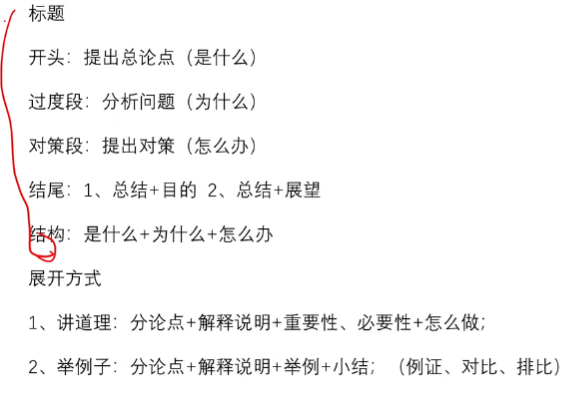 标题
开头：提出总论点（是什么）
过度段：分析问题（为什么）
对策段：提出对策（怎么办）
结尾：1、总结+目的 2、总结+展望
结构：是什么+为什么+怎么办
展开方式
1、讲道理：分论点+解释说明+重要性、必要性+怎么做；
2、举例子：分论点+解释说明+举例+小结；（例证、对比、排比）